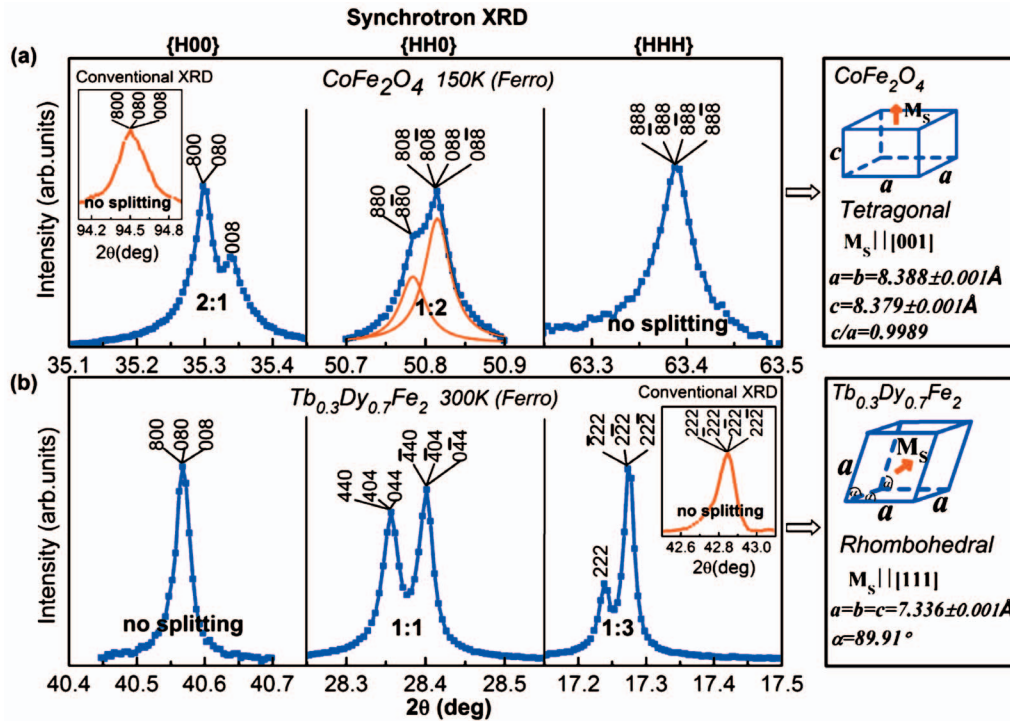 Synchrotron XRD
{H00} {HH0} {HHH}
(a)
Conventional XRD
800
080
008
no splitting
94.2 94.5 94.8
2θ(deg)
CoFe₂O₄ 150K (Ferro)
800
080
008
2:1
880
8̄80
808
8̄08
088
08̄8
1:2
888
8̄88
88̄8
888̄
no splitting
Intensity (arb.units)
35.1 35.2 35.3 35.4 50.7 50.8 50.9 63.3 63.4 63.5
CoFe₂O₄
Mₛ
c
a
a
Tetragonal
Mₛ||[001]
a=b=8.388±0.001Å
c=8.379±0.001Å
c/a=0.9989
(b)
Tb₀.₃Dy₀.₇Fe₂ 300K (Ferro)
800
080
008
no splitting
440
404
044
4̄40
4̄04
04̄4
1:1
222
2̄22
22̄2
222̄
1:3
Conventional XRD
222
2̄22
22̄2
222̄
no splitting
42.6 42.8 43.0
2θ(deg)
Intensity (arb.units)
40.4 40.5 40.6 40.7 28.3 28.4 28.5 17.2 17.3 17.4 17.5
2θ (deg)
Tb₀.₃Dy₀.₇Fe₂
Mₛ
a
α
α
α
a
a
Rhombohedral
Mₛ||[111]
a=b=c=7.336±0.001Å
α=89.91°